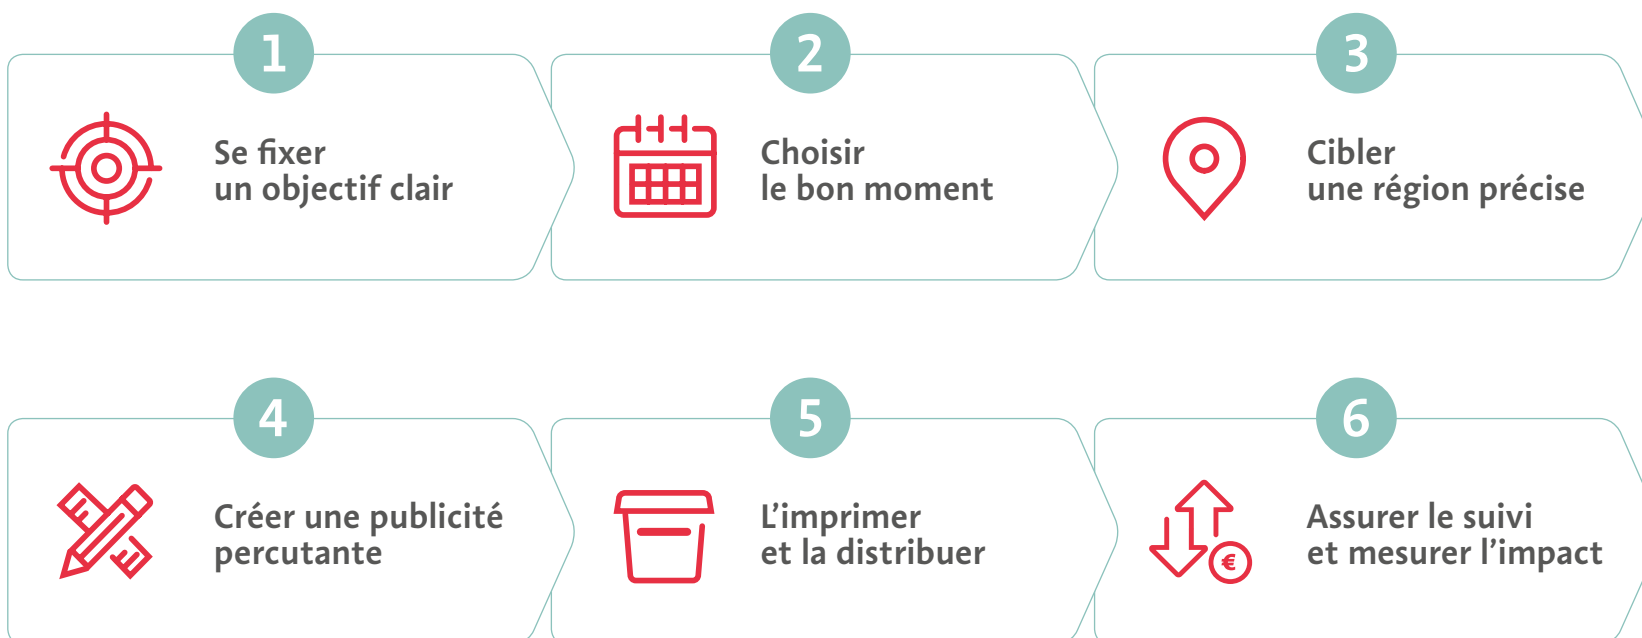 1
Se fixer
un objectif clair
2
Choisir
le bon moment
3
Cibler
une région précise
4
Créer une publicité
percutante
5
L’imprimer
et la distribuer
6
Assurer le suivi
et mesurer l’impact
€